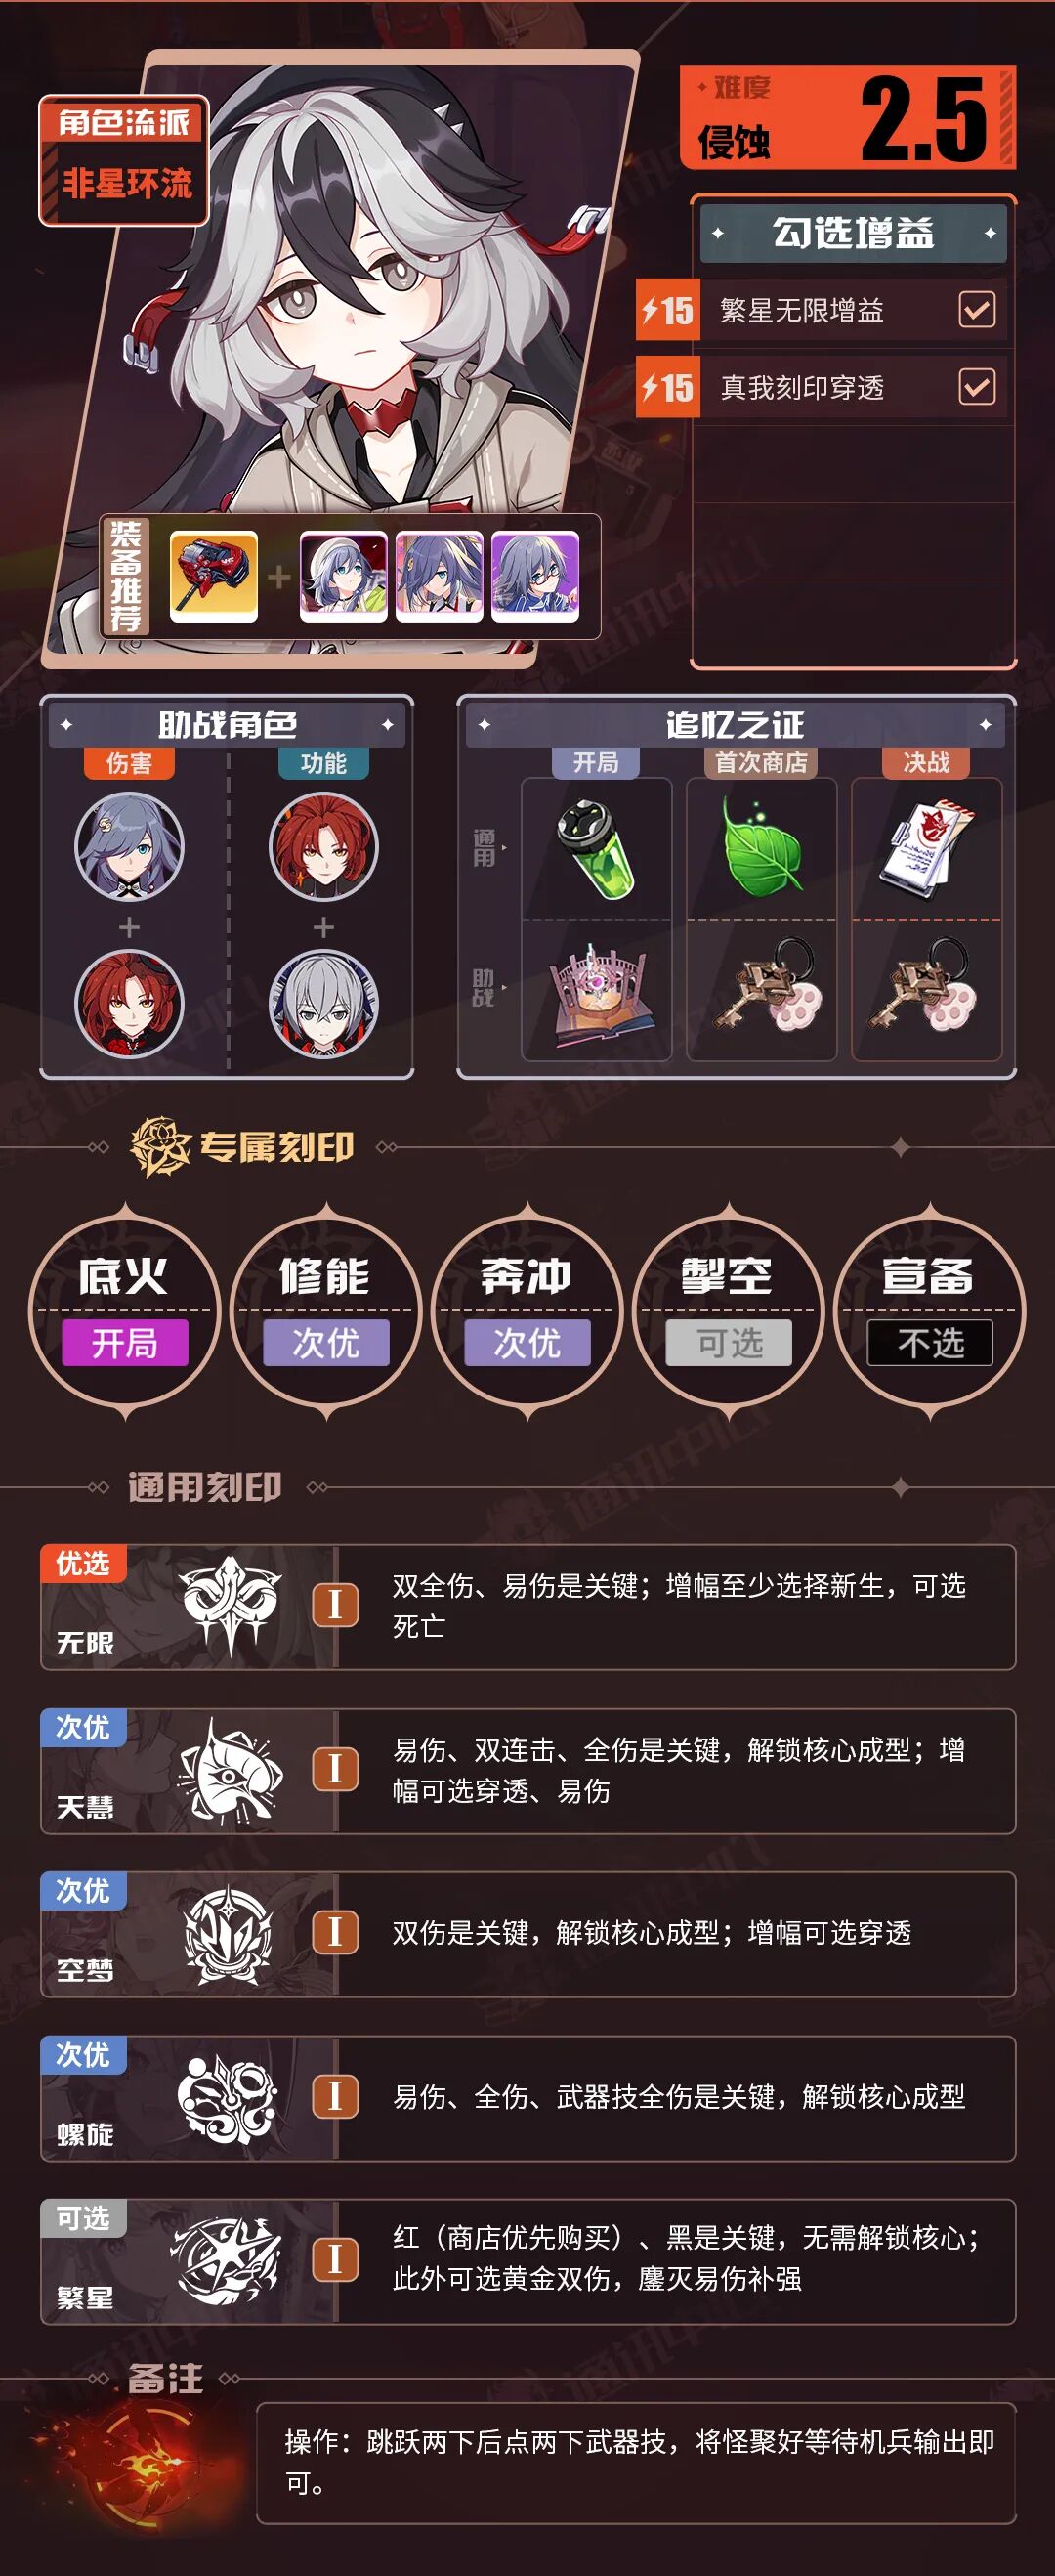 角色流派
非星环流
难度
侵蚀
2.5
勾选增益
15 繁星无限增益
15 真我刻印穿透
装备推荐
助战角色
伤害 功能
追忆之证
开局 首次商店 决战
通用
助战
专属刻印
底火 修能 奔冲 掣空 宣备
开局 次优 次优 可选 不选
通用刻印
优选
无限
I
双全伤、易伤是关键；增幅至少选择新生，可选
死亡
次优
天慧
I
易伤、双连击、全伤是关键，解锁核心成型；增
幅可选穿透、易伤
次优
空梦
I
双伤是关键，解锁核心成型；增幅可选穿透
次优
螺旋
I
易伤、全伤、武器技全伤是关键，解锁核心成型
可选
繁星
I
红（商店优先购买）、黑是关键，无需解锁核心；
此外可选黄金双伤，鏖灭易伤补强
备注
操作：跳跃两下后点两下武器技，将怪聚好等待机兵输出即
可。